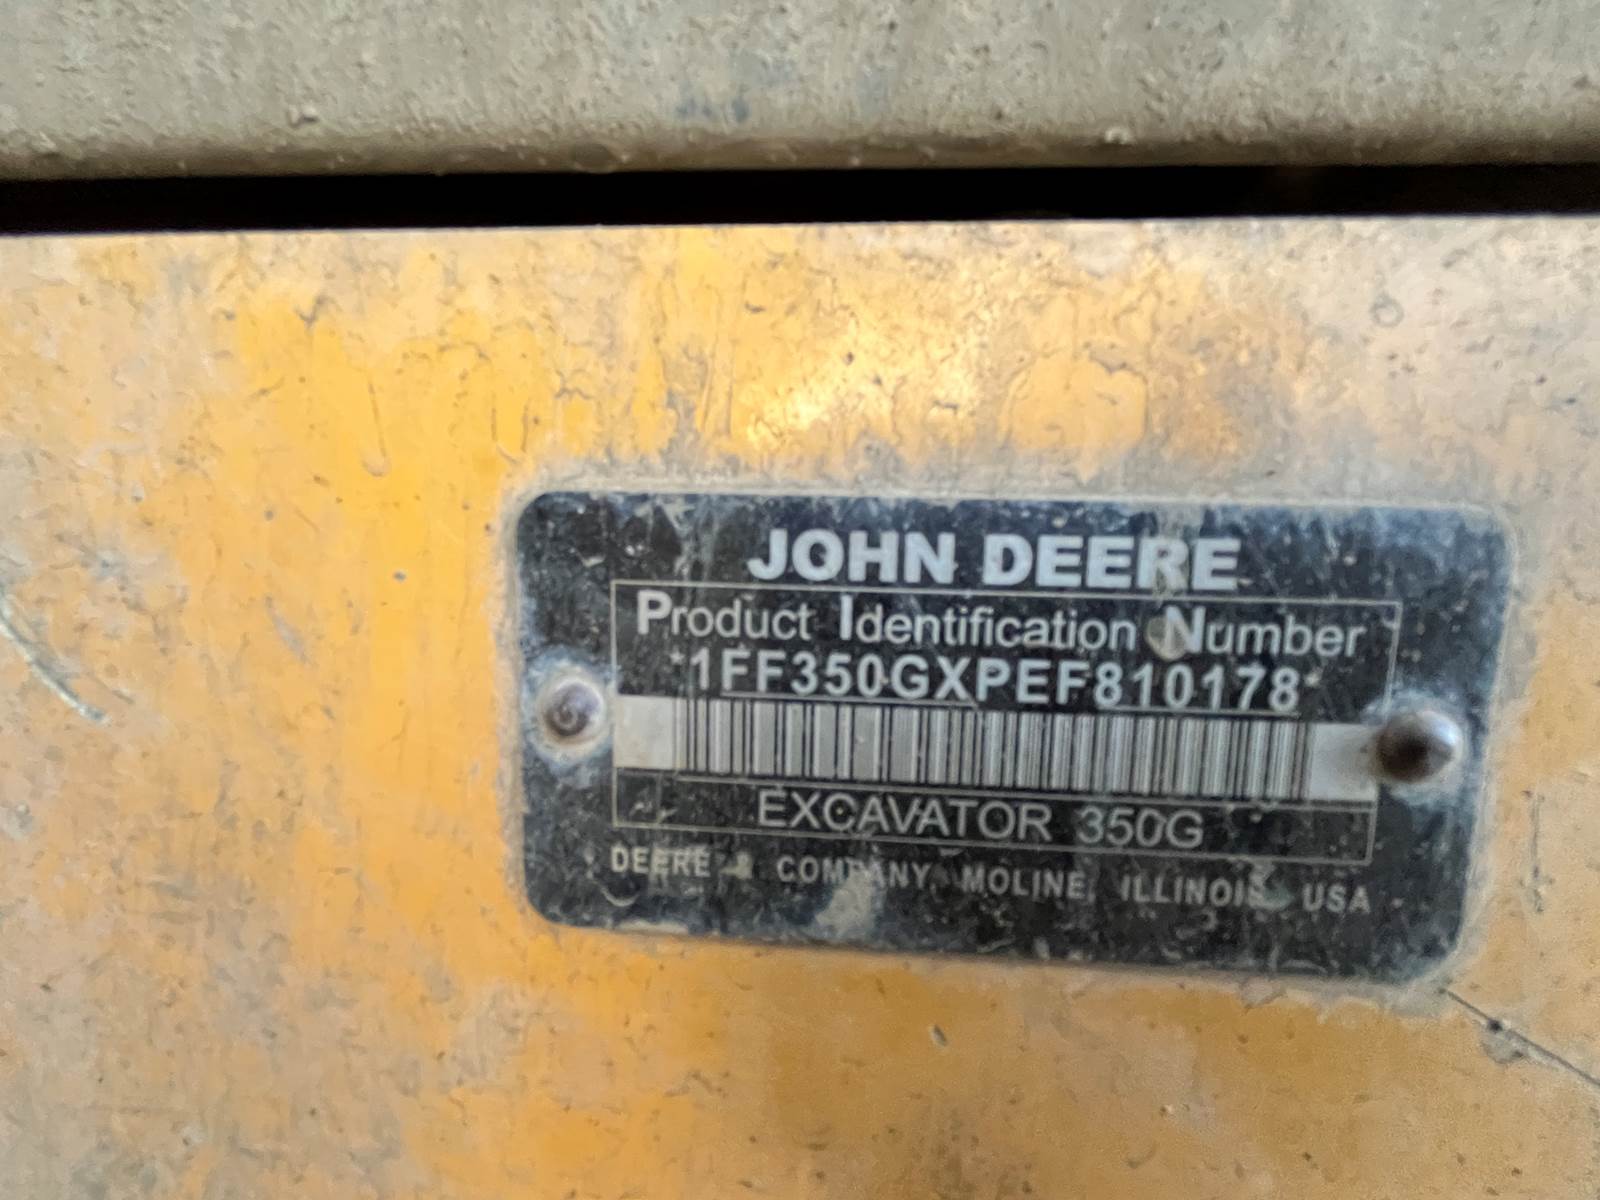 JOHN DEERE
Product Identification Number
*1FF350GXPEF810178*
EXCAVATOR 350G
DEERE & COMPANY, MOLINE, ILLINOIS USA